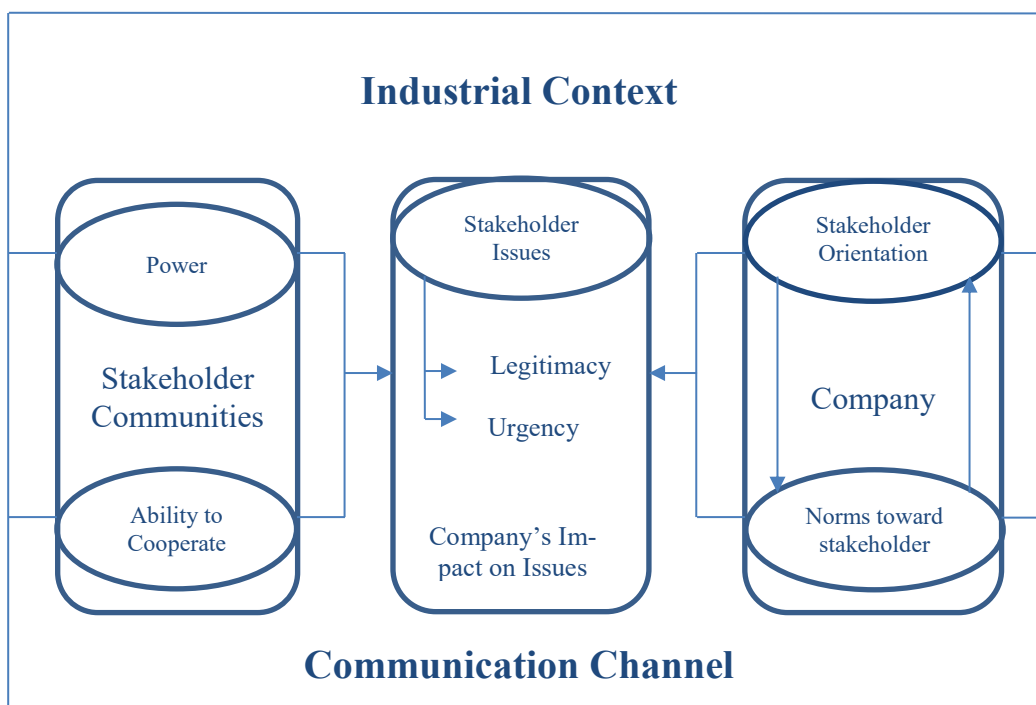 Industrial Context
Power
Stakeholder
Communities
Ability to
Cooperate
Stakeholder
Issues
Legitimacy
Urgency
Company’s Im-
pact on Issues
Stakeholder
Orientation
Company
Norms toward
stakeholder
Communication Channel